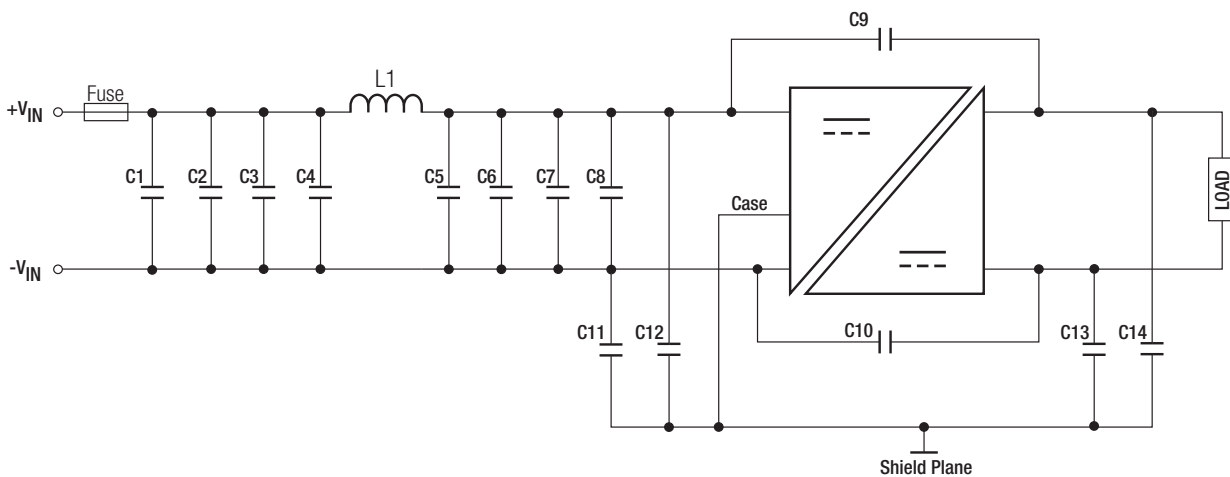 C9
L1
Fuse
+VIN
C1
C2
C3
C4
C5
C6
C7
C8
Case
LOAD
-VIN
C11
C12
C10
C13
C14
Shield Plane